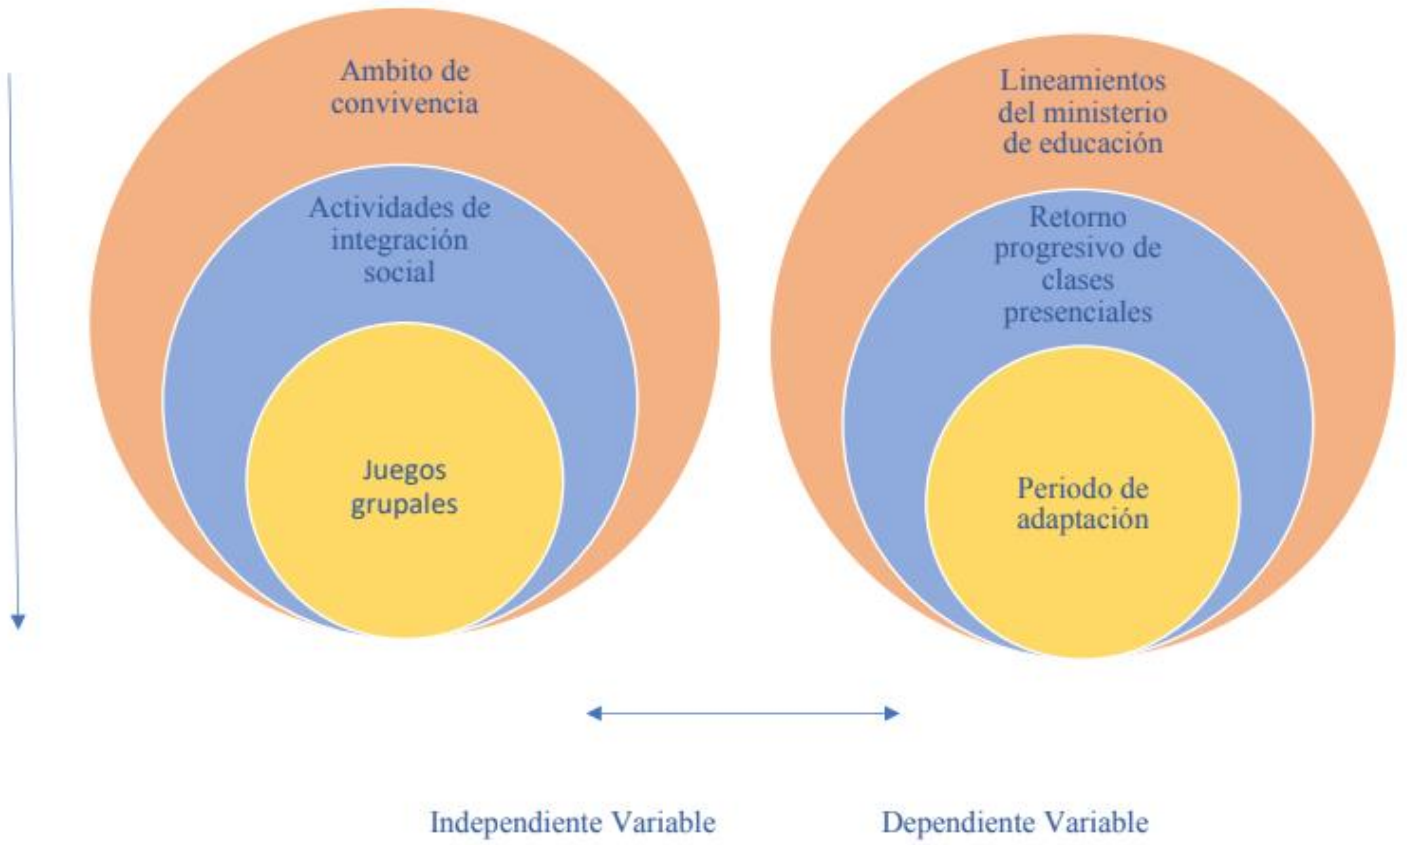 Ambito de
convivencia
Actividades de
integración
social
Juegos
grupales
Lineamientos
del ministerio
de educación
Retorno
progresivo de
clases
presenciales
Periodo de
adaptación
Independiente Variable
Dependiente Variable